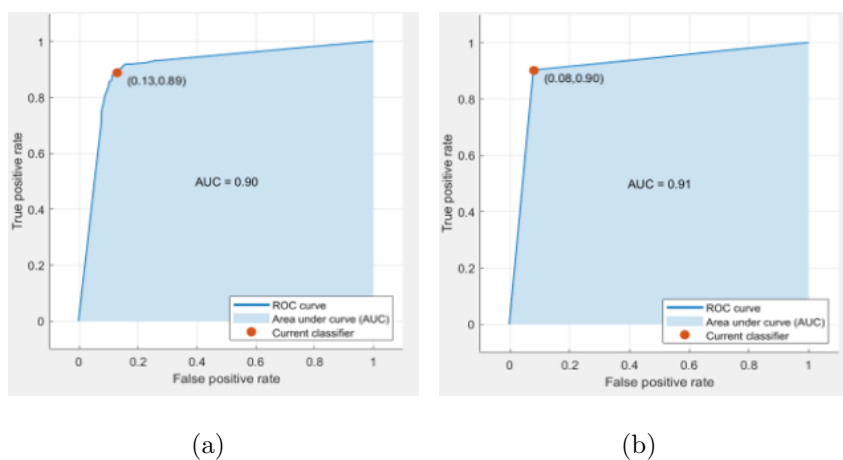 1
0.8
0.6
0.4
0.2
0
True positive rate
(0.13,0.89)
AUC = 0.90
ROC curve
Area under curve (AUC)
Current classifier
0 0.2 0.4 0.6 0.8 1
False positive rate
(a)
1
0.8
0.6
0.4
0.2
0
True positive rate
(0.08,0.90)
AUC = 0.91
ROC curve
Area under curve (AUC)
Current classifier
0 0.2 0.4 0.6 0.8 1
False positive rate
(b)